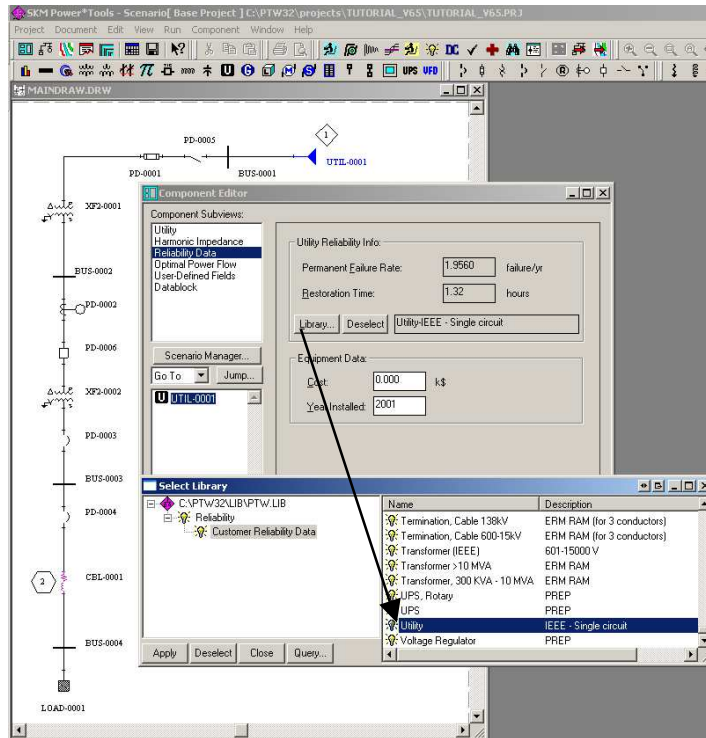 SKM Power*Tools - Scenario[ Base Project ] C:\PTW32\projects\TUTORIAL_V65\TUTORIAL_V65.PRJ
Project Document Edit View Run Component Window Help
DC
UPS VFD
MAINDRAW.DRW
PD-0005
1
UTIL-0001
PD-0001
BUS-0001
XF2-0001
BUS-0002
PD-0002
PD-0006
XF2-0002
PD-0003
BUS-0003
PD-0004
2
CBL-0001
BUS-0004
LOAD-0001
Component Editor
Component Subviews:
Utility
Harmonic Impedance
Reliability Data
Optimal Power Flow
User-Defined Fields
Datablock
Scenario Manager...
Go To Jump...
U UTIL-0001
Utility Reliability Info:
Permanent Failure Rate: 1.9560 failure/yr
Restoration Time: 1.32 hours
Library... Deselect Utility-IEEE - Single circuit
Equipment Data:
Cost: 0.000 k$
Year Installed: 2001
Select Library
C:\PTW32\LIB\PTW.LIB
Reliability
Customer Reliability Data
Name Description
Termination, Cable 138kV ERM RAM (for 3 conductors)
Termination, Cable 600-15kV ERM RAM (for 3 conductors)
Transformer (IEEE) 601-15000 V
Transformer >10 MVA ERM RAM
Transformer, 300 KVA - 10 MVA ERM RAM
UPS, Rotary PREP
UPS PREP
Utility IEEE - Single circuit
Voltage Regulator PREP
Apply Deselect Close Query...